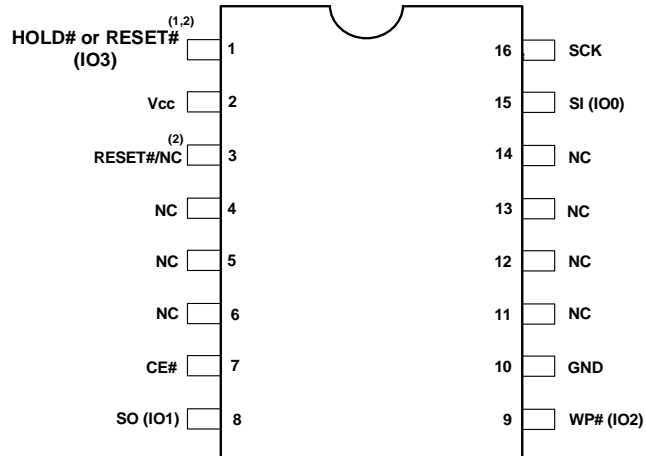 (1,2)
HOLD# or RESET# 1 16 SCK
(IO3)
Vcc 2 15 SI (IO0)
(2)
RESET#/NC 3 14 NC
NC 4 13 NC
NC 5 12 NC
NC 6 11 NC
CE# 7 10 GND
SO (IO1) 8 9 WP# (IO2)